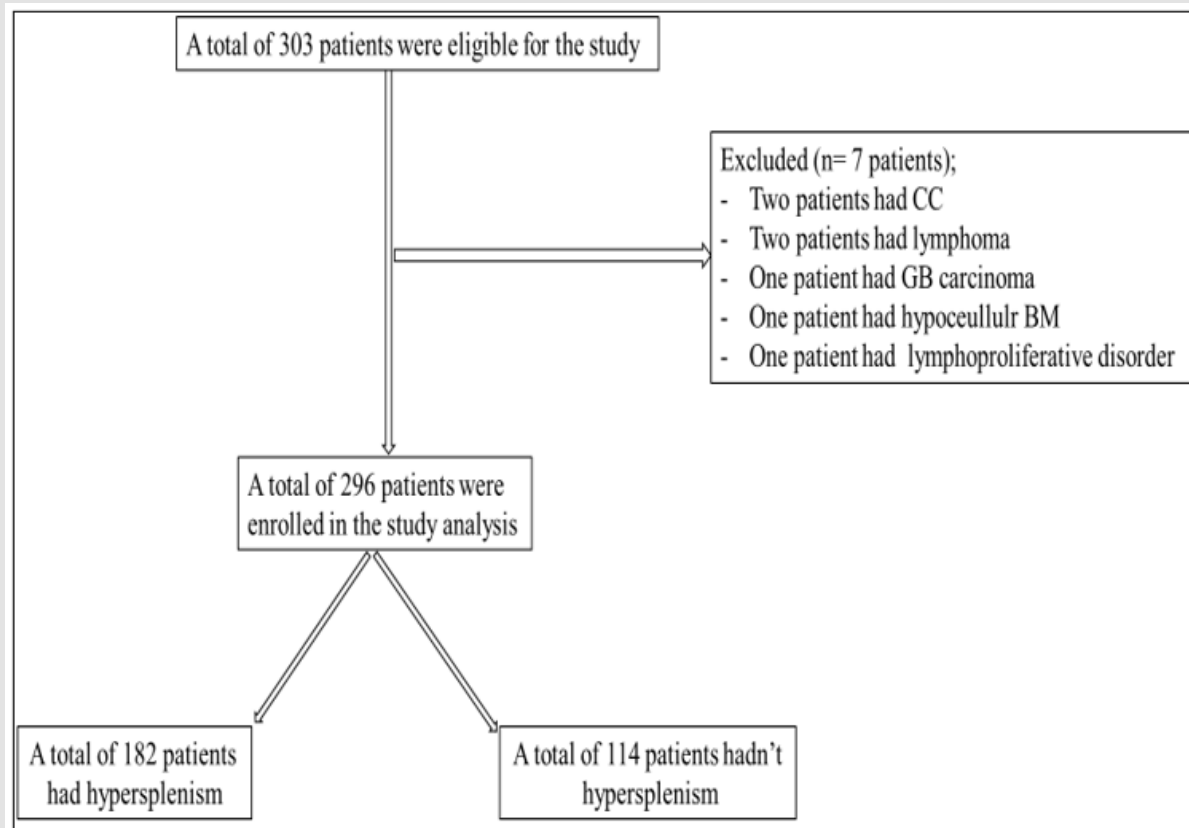 A total of 303 patients were eligible for the study
Excluded (n= 7 patients);
- Two patients had CC
- Two patients had lymphoma
- One patient had GB carcinoma
- One patient had hypoceullulr BM
- One patient had lymphoproliferative disorder
A total of 296 patients were
enrolled in the study analysis
A total of 182 patients
had hypersplenism
A total of 114 patients hadn’t
hypersplenism